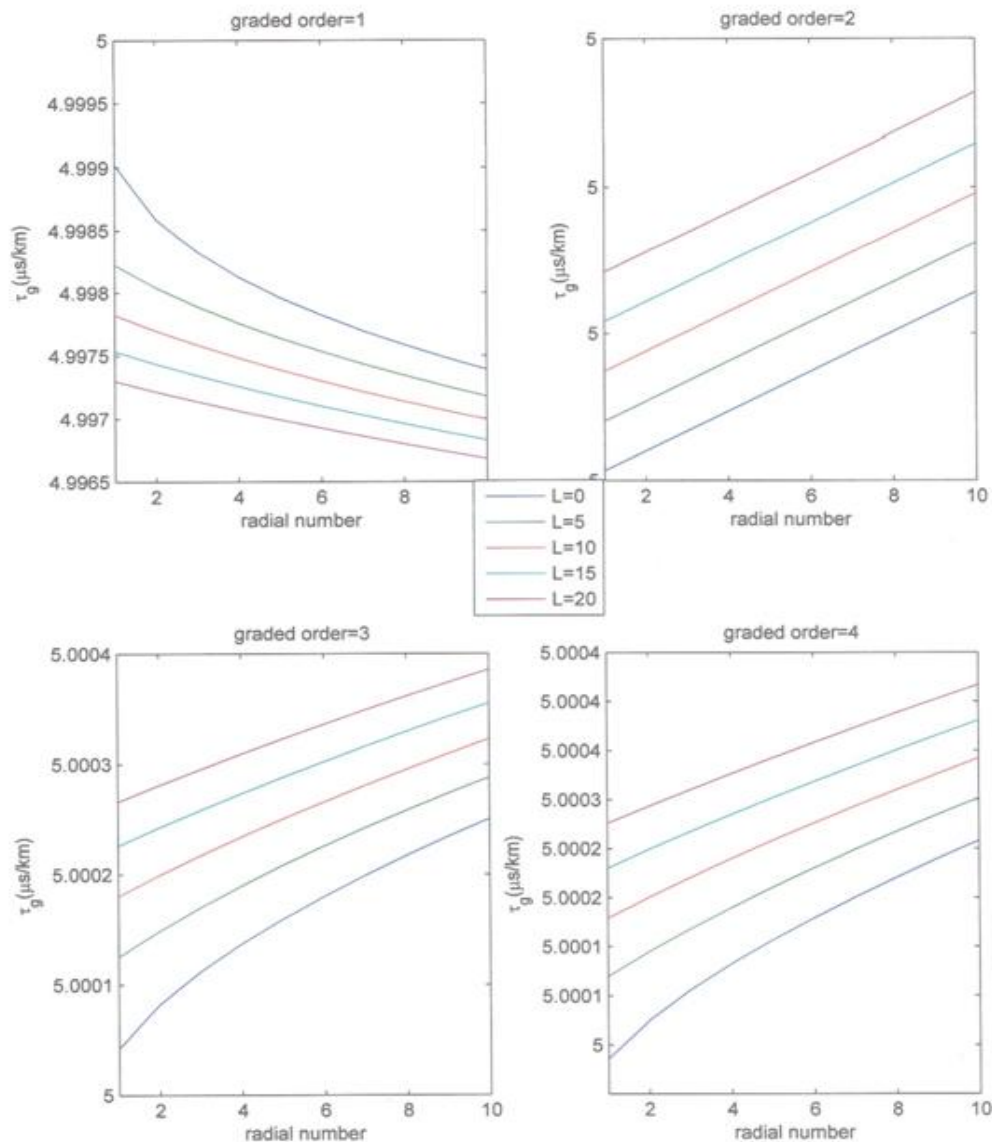 graded order=1
5
4.9995
4.999
4.9985
4.998
4.9975
4.997
4.9965
τg(μs/km)
2 4 6 8
radial number
graded order=2
5
5
5
5
τg(μs/km)
2 4 6 8 10
radial number
L=0
L=5
L=10
L=15
L=20
graded order=3
5.0004
5.0003
5.0002
5.0001
5
τg(μs/km)
2 4 6 8 10
radial number
graded order=4
5.0004
5.0004
5.0004
5.0003
5.0002
5.0002
5.0001
5.0001
5
τg(μs/km)
2 4 6 8 10
radial number